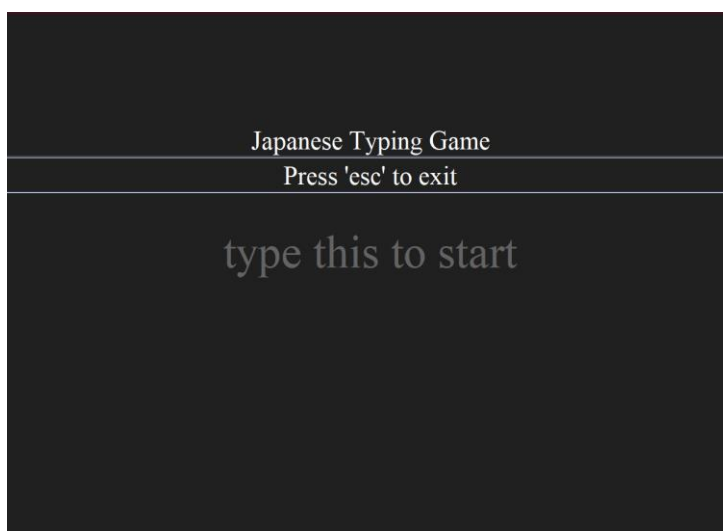 Japanese Typing Game
Press 'esc' to exit
type this to start